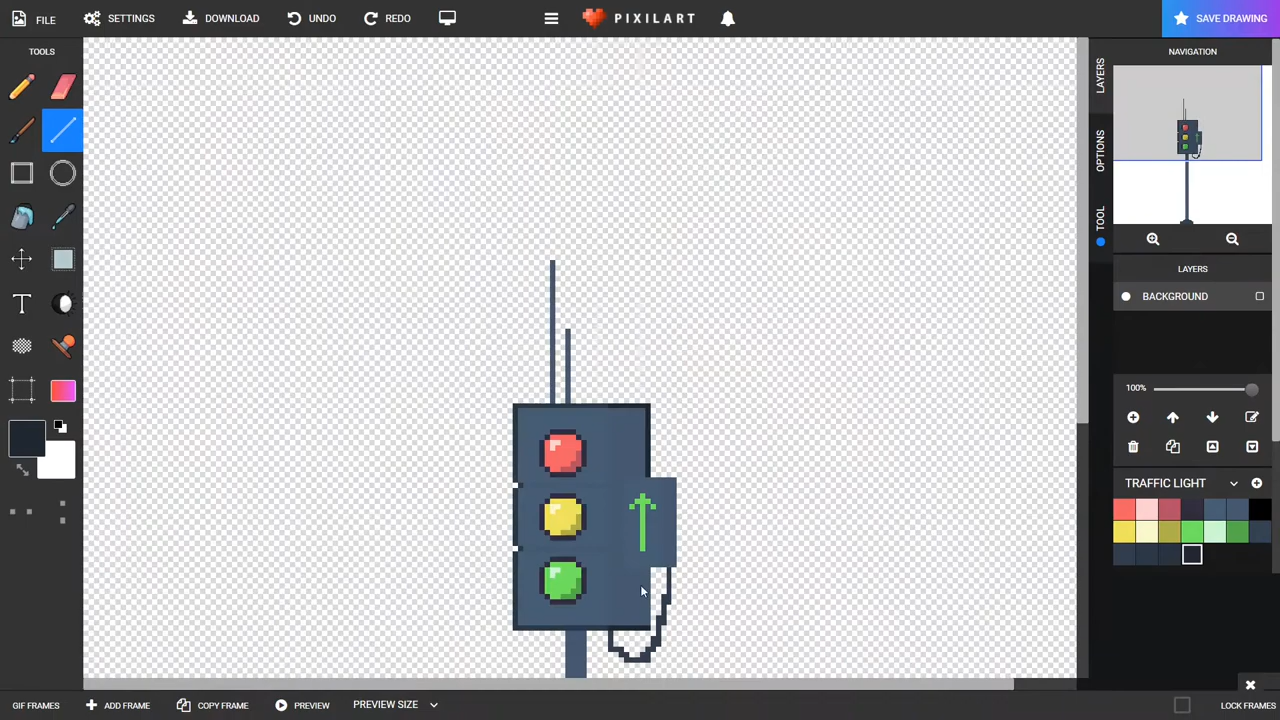 FILE SETTINGS DOWNLOAD UNDO REDO PIXILART SAVE DRAWING
TOOLS
NAVIGATION
LAYERS
OPTIONS
TOOL
LAYERS
BACKGROUND
100%
TRAFFIC LIGHT
GIF FRAMES ADD FRAME COPY FRAME PREVIEW PREVIEW SIZE LOCK FRAMES